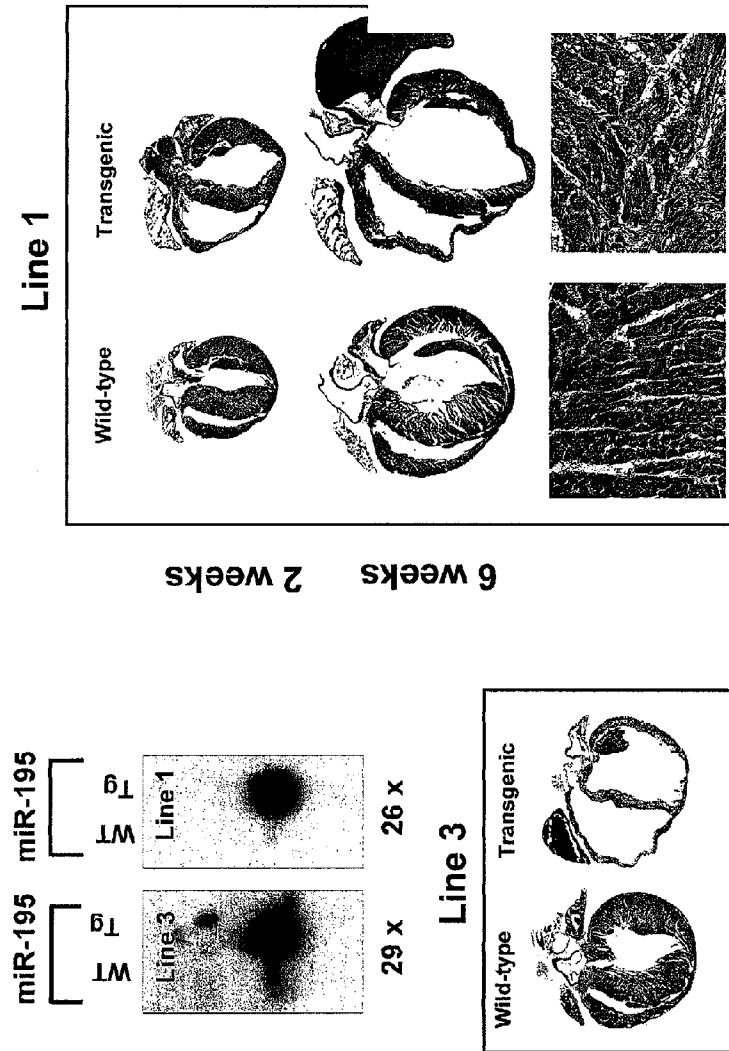 miR-195
WT Tg
Line 3
29 x
miR-195
WT Tg
Line 1
26 x
Line 3
Wild-type
Transgenic
Line 1
Wild-type
Transgenic
2 weeks
6 weeks